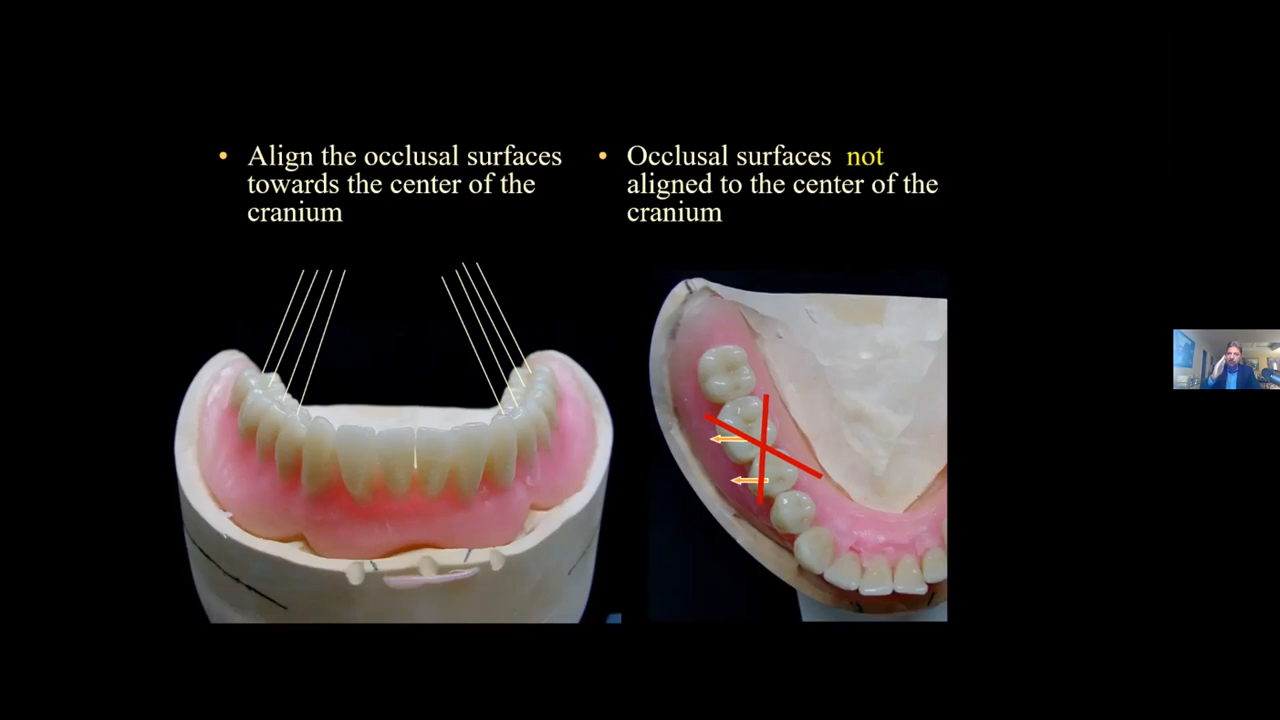 • Align the occlusal surfaces
towards the center of the
cranium
• Occlusal surfaces not
aligned to the center of the
cranium